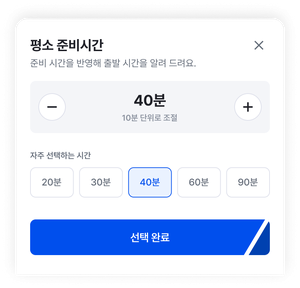 평소 준비시간
준비 시간을 반영해 출발 시간을 알려 드려요.
40분
10분 단위로 조절
자주 선택하는 시간
20분 30분 40분 60분 90분
선택 완료